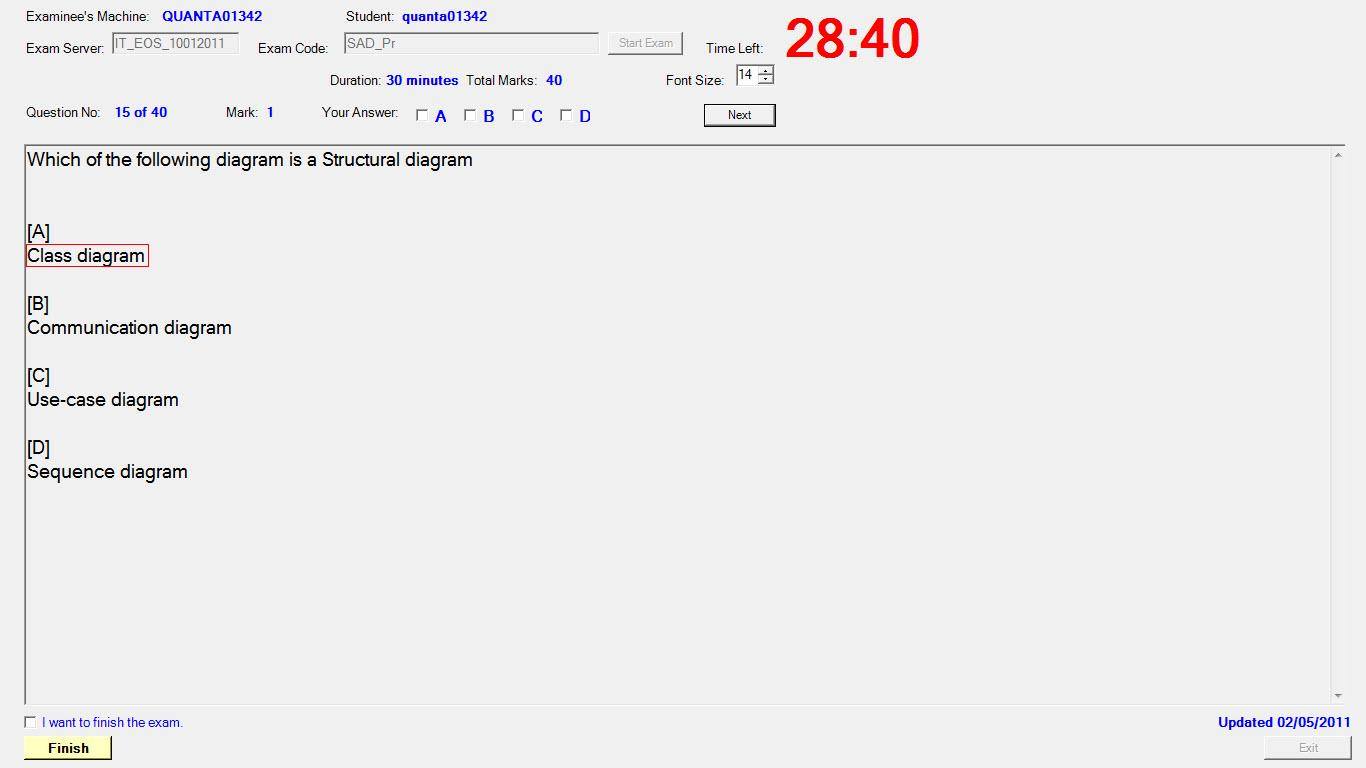 Examinee's Machine: QUANTA01342 Student: quanta01342
Exam Server: IT_EOS_10012011 Exam Code: SAD_Pr Start Exam Time Left: 28:40
Duration: 30 minutes Total Marks: 40 Font Size: 14
Question No: 15 of 40 Mark: 1 Your Answer: A B C D Next
Which of the following diagram is a Structural diagram
[A]
Class diagram
[B]
Communication diagram
[C]
Use-case diagram
[D]
Sequence diagram
I want to finish the exam. Updated 02/05/2011
Finish Exit